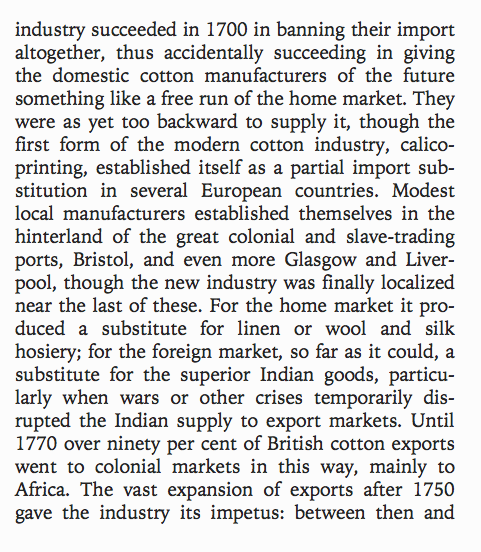 industry succeeded in 1700 in banning their import
altogether, thus accidentally succeeding in giving
the domestic cotton manufacturers of the future
something like a free run of the home market. They
were as yet too backward to supply it, though the
first form of the modern cotton industry, calico-
printing, established itself as a partial import sub-
stitution in several European countries. Modest
local manufacturers established themselves in the
hinterland of the great colonial and slave-trading
ports, Bristol, and even more Glasgow and Liver-
pool, though the new industry was finally localized
near the last of these. For the home market it pro-
duced a substitute for linen or wool and silk
hosiery; for the foreign market, so far as it could, a
substitute for the superior Indian goods, particu-
larly when wars or other crises temporarily dis-
rupted the Indian supply to export markets. Until
1770 over ninety per cent of British cotton exports
went to colonial markets in this way, mainly to
Africa. The vast expansion of exports after 1750
gave the industry its impetus: between then and